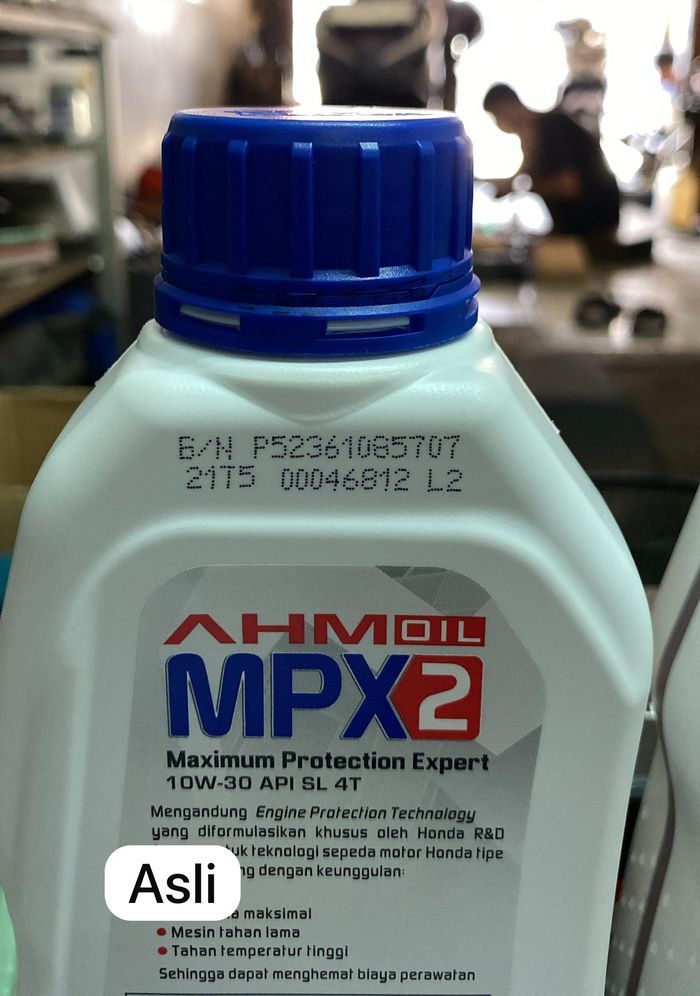 B/N P52361085707
21T5 00046812 L2
AHM OIL
MPX2
Maximum Protection Expert
10W-30 API SL 4T
Mengandung Engine Protection Technology
yang diformulasikan khusus oleh Honda R&D
teknologi sepeda motor Honda tipe
dengan keunggulan:
Asli
maksimal
Mesin tahan lama
Tahan temperatur tinggi
Sehingga dapat menghemat biaya perawatan